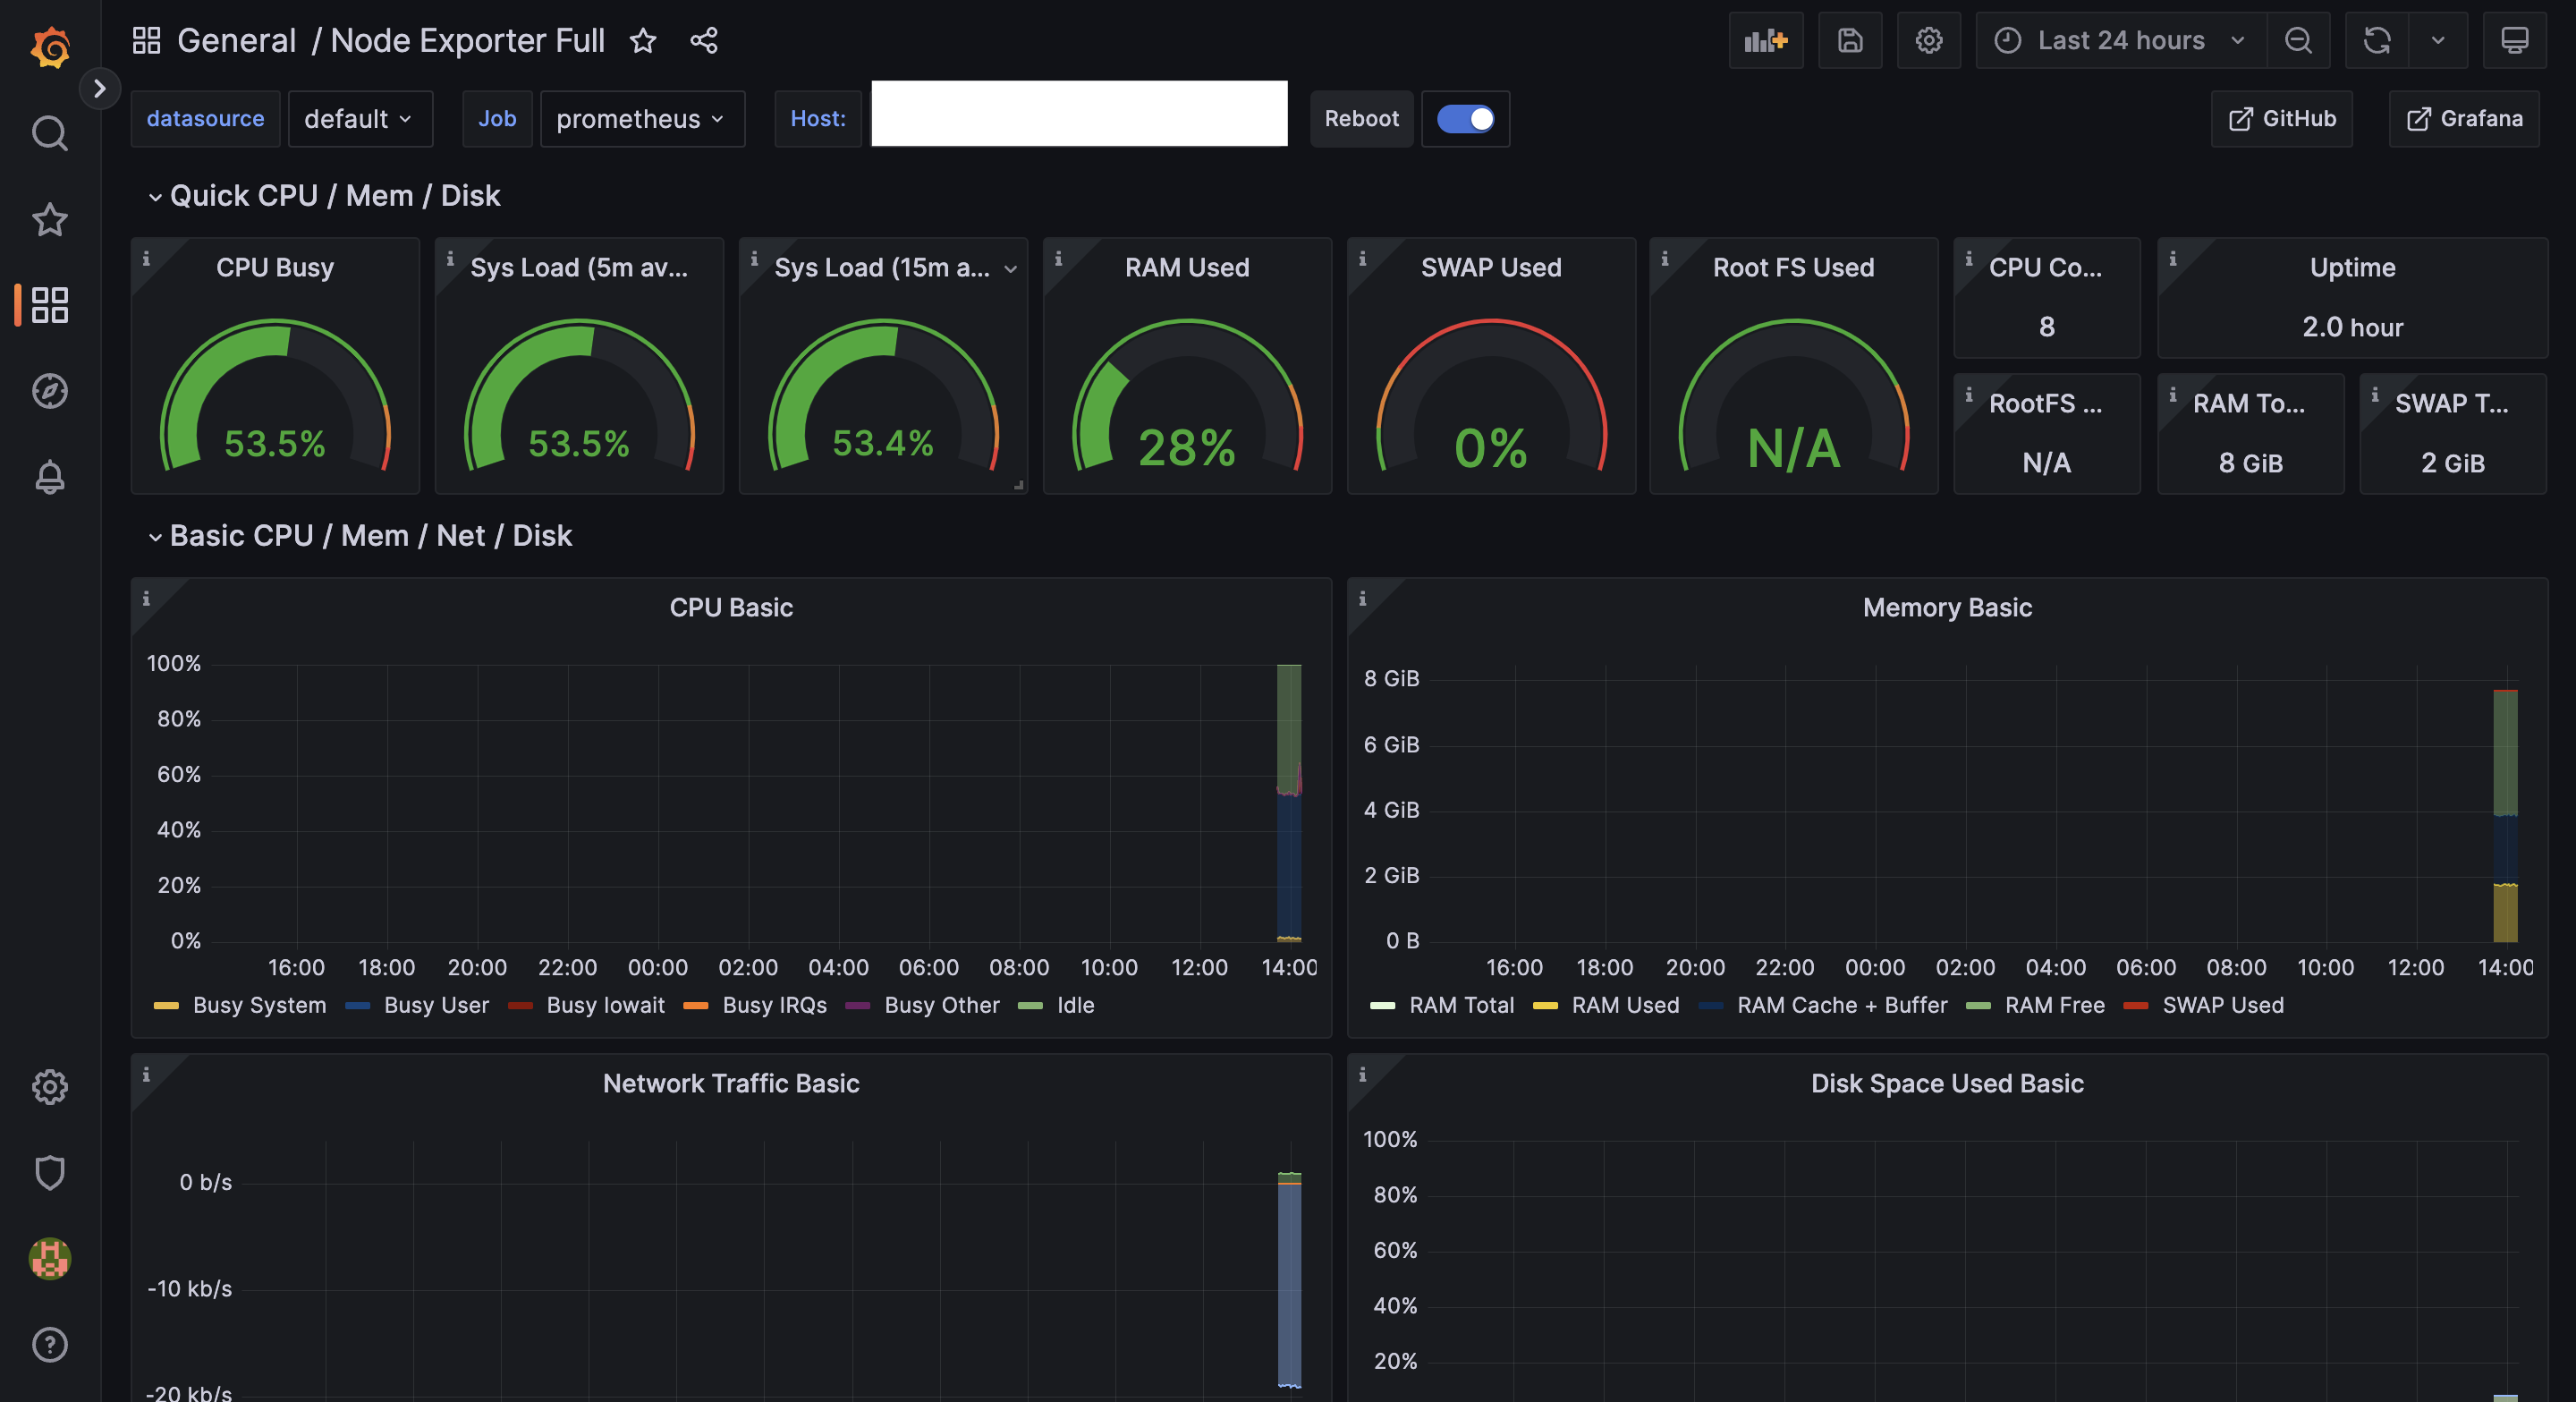 General / Node Exporter Full
Last 24 hours
datasource default Job prometheus Host: Reboot GitHub Grafana
Quick CPU / Mem / Disk
CPU Busy
53.5%
Sys Load (5m av...
53.5%
Sys Load (15m a...
53.4%
RAM Used
28%
SWAP Used
0%
Root FS Used
N/A
CPU Co...
8
Uptime
2.0 hour
RootFS ...
N/A
RAM To...
8 GiB
SWAP T...
2 GiB
Basic CPU / Mem / Net / Disk
CPU Basic
100%
80%
60%
40%
20%
0%
16:00 18:00 20:00 22:00 00:00 02:00 04:00 06:00 08:00 10:00 12:00 14:00
Busy System Busy User Busy Iowait Busy IRQs Busy Other Idle
Memory Basic
8 GiB
6 GiB
4 GiB
2 GiB
0 B
16:00 18:00 20:00 22:00 00:00 02:00 04:00 06:00 08:00 10:00 12:00 14:00
RAM Total RAM Used RAM Cache + Buffer RAM Free SWAP Used
Network Traffic Basic
0 b/s
-10 kb/s
-20 kb/s
Disk Space Used Basic
100%
80%
60%
40%
20%